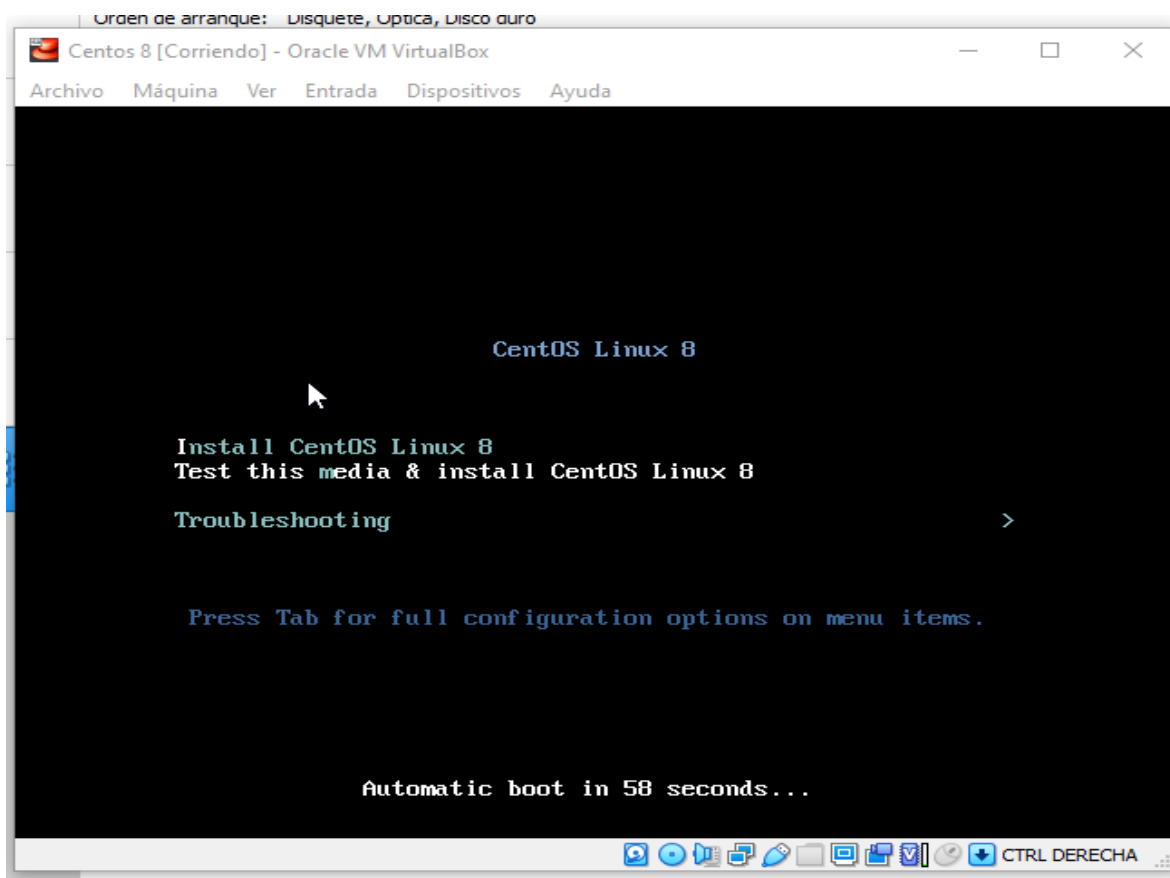 Orden de arranque: Disquete, Óptica, Disco duro
Centos 8 [Corriendo] - Oracle VM VirtualBox
Archivo Máquina Ver Entrada Dispositivos Ayuda
CentOS Linux 8
Install CentOS Linux 8
Test this media & install CentOS Linux 8
Troubleshooting >
Press Tab for full configuration options on menu items.
Automatic boot in 58 seconds...
CTRL DERECHA